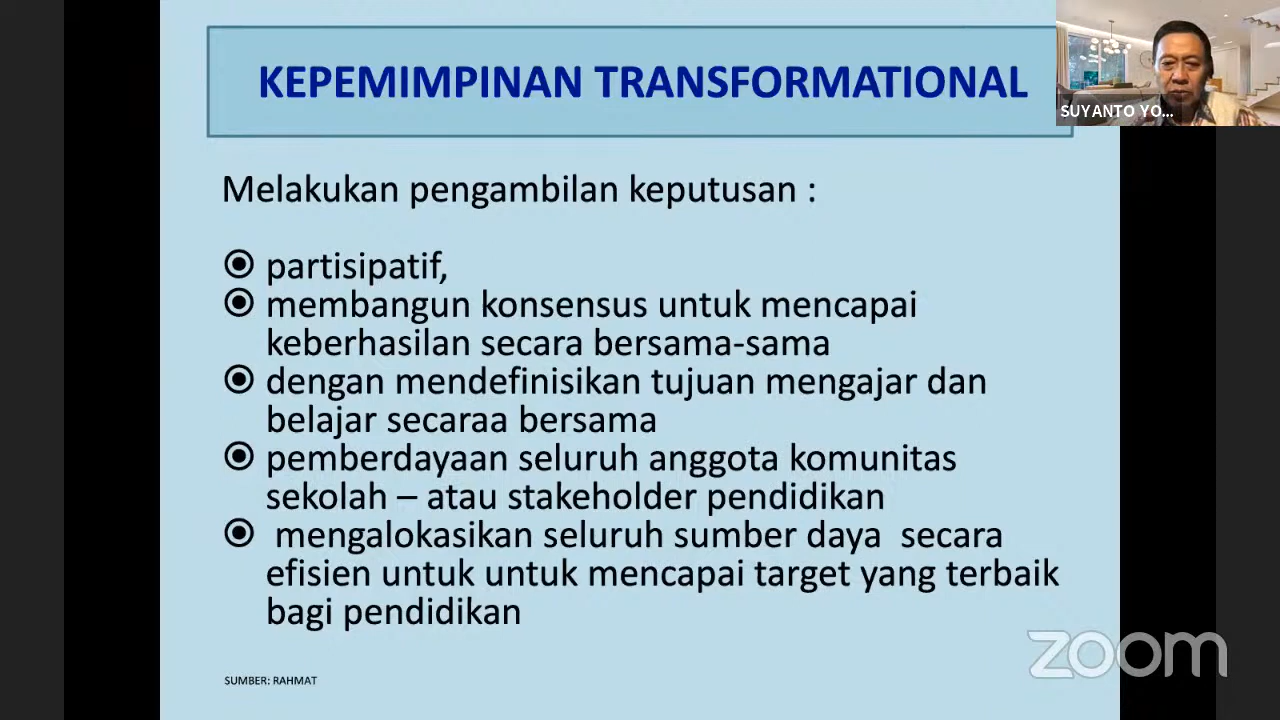 KEPEMIMPINAN TRANSFORMATIONAL
SUYANTO YO...
Melakukan pengambilan keputusan :
partisipatif,
membangun konsensus untuk mencapai
keberhasilan secara bersama-sama
dengan mendefinisikan tujuan mengajar dan
belajar secaraa bersama
pemberdayaan seluruh anggota komunitas
sekolah – atau stakeholder pendidikan
mengalokasikan seluruh sumber daya  secara
efisien untuk untuk mencapai target yang terbaik
bagi pendidikan
zoom
SUMBER: RAHMAT